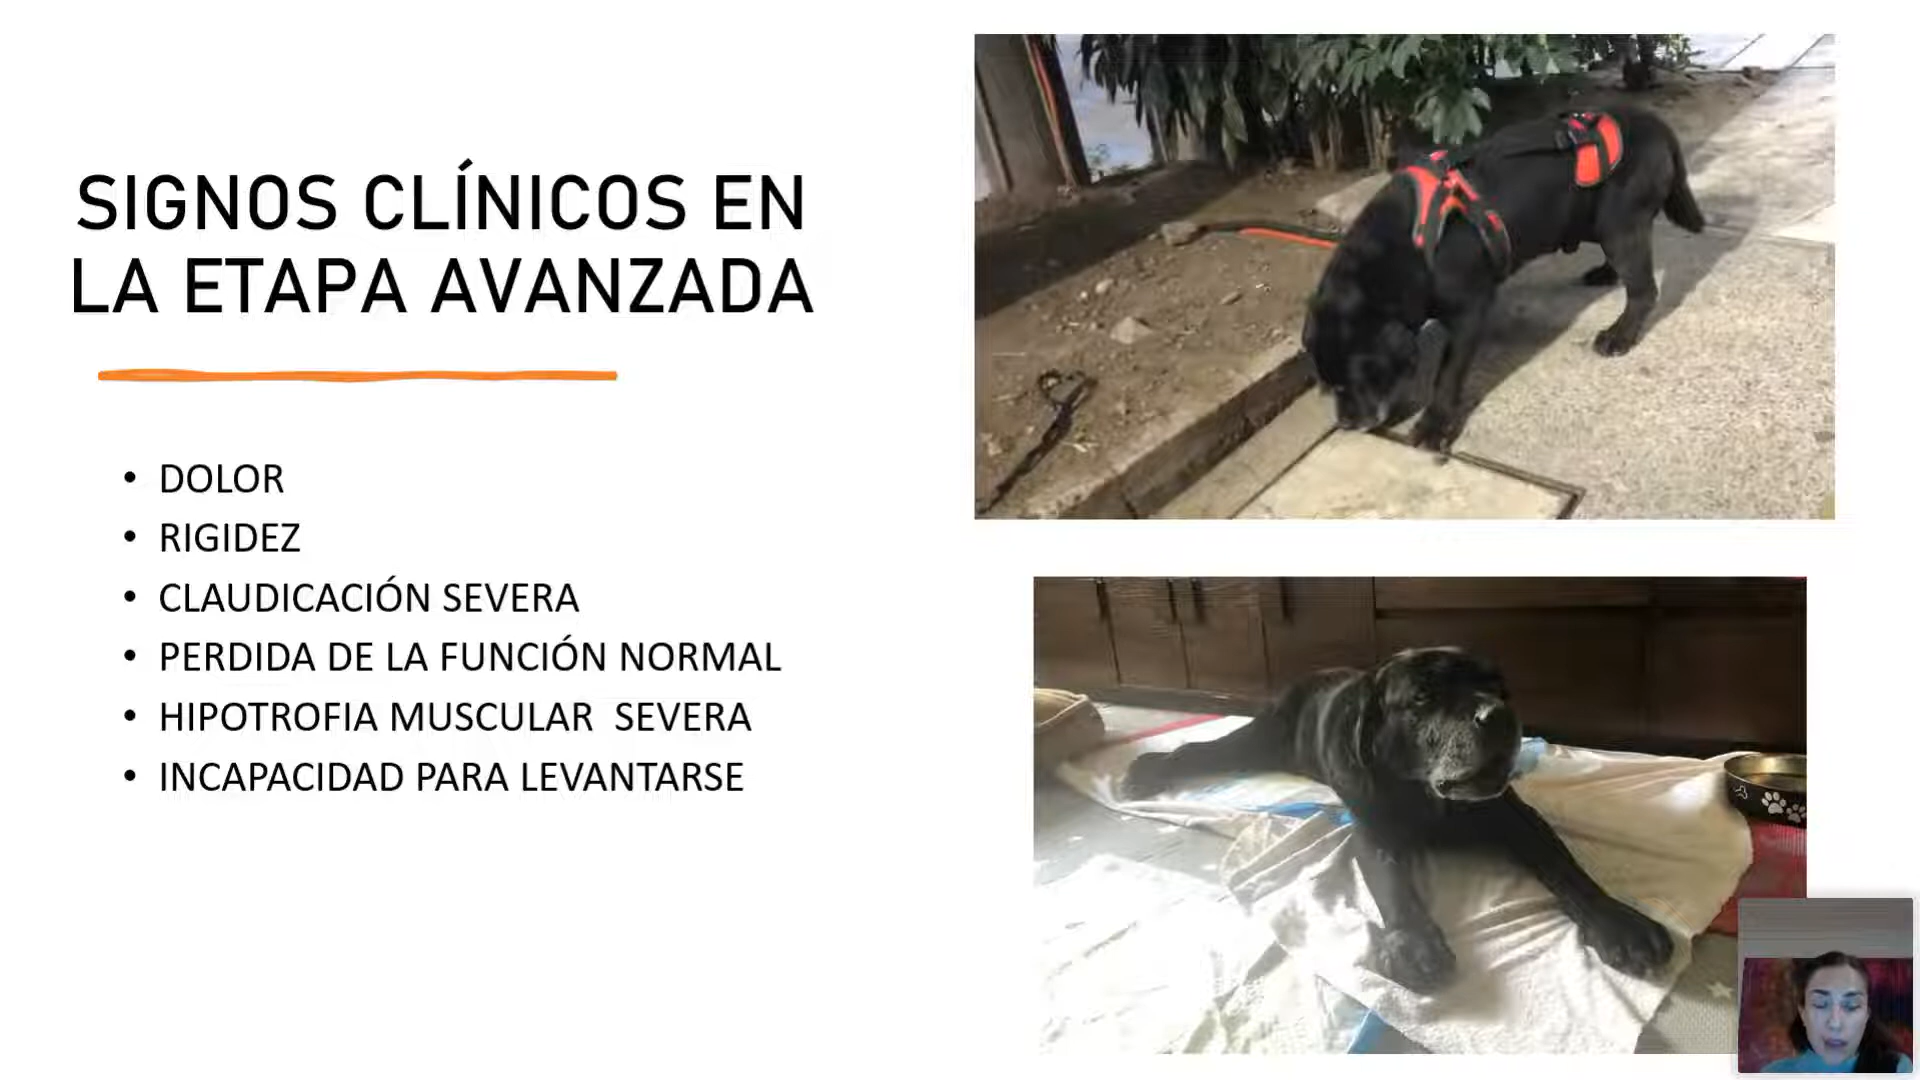 SIGNOS CLÍNICOS EN
LA ETAPA AVANZADA
• DOLOR
• RIGIDEZ
• CLAUDICACIÓN SEVERA
• PERDIDA DE LA FUNCIÓN NORMAL
• HIPOTROFIA MUSCULAR  SEVERA
• INCAPACIDAD PARA LEVANTARSE